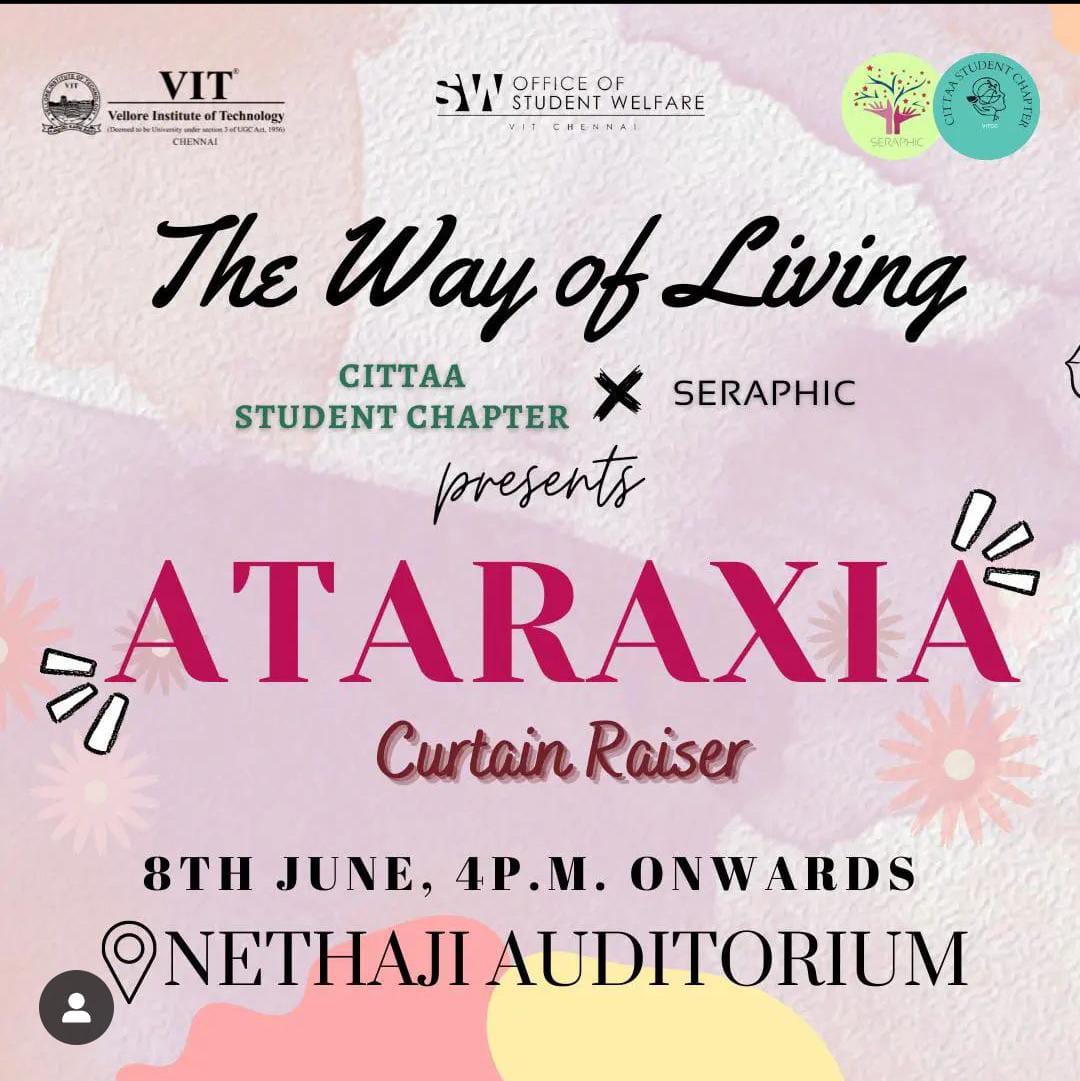 VIT
Vellore Institute of Technology
(Deemed to be University under section 3 of UGC Act, 1956)
CHENNAI
SW OFFICE OF
STUDENT WELFARE
VIT CHENNAI
SERAPHIC
CITTAA STUDENT CHAPTER
The Way of Living
CITTAA
STUDENT CHAPTER X SERAPHIC
presents
ATARAXIA
Curtain Raiser
8TH JUNE, 4P.M. ONWARDS
NETHAJI AUDITORIUM